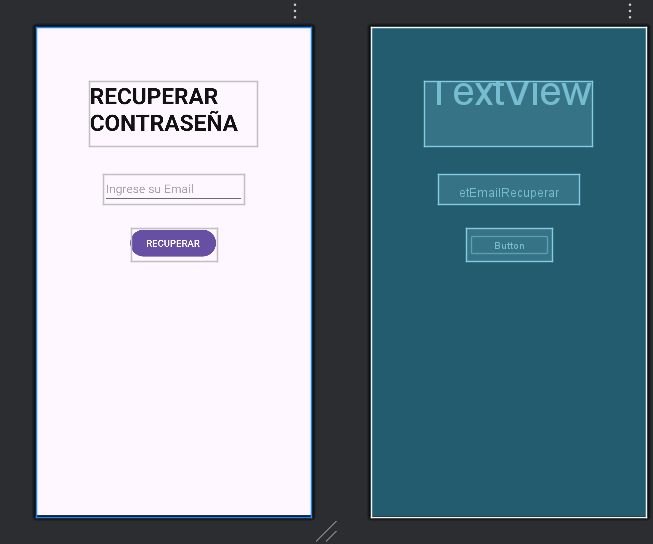 RECUPERAR
CONTRASEÑA
Ingrese su Email
RECUPERAR
TextView
etEmailRecuperar
Button